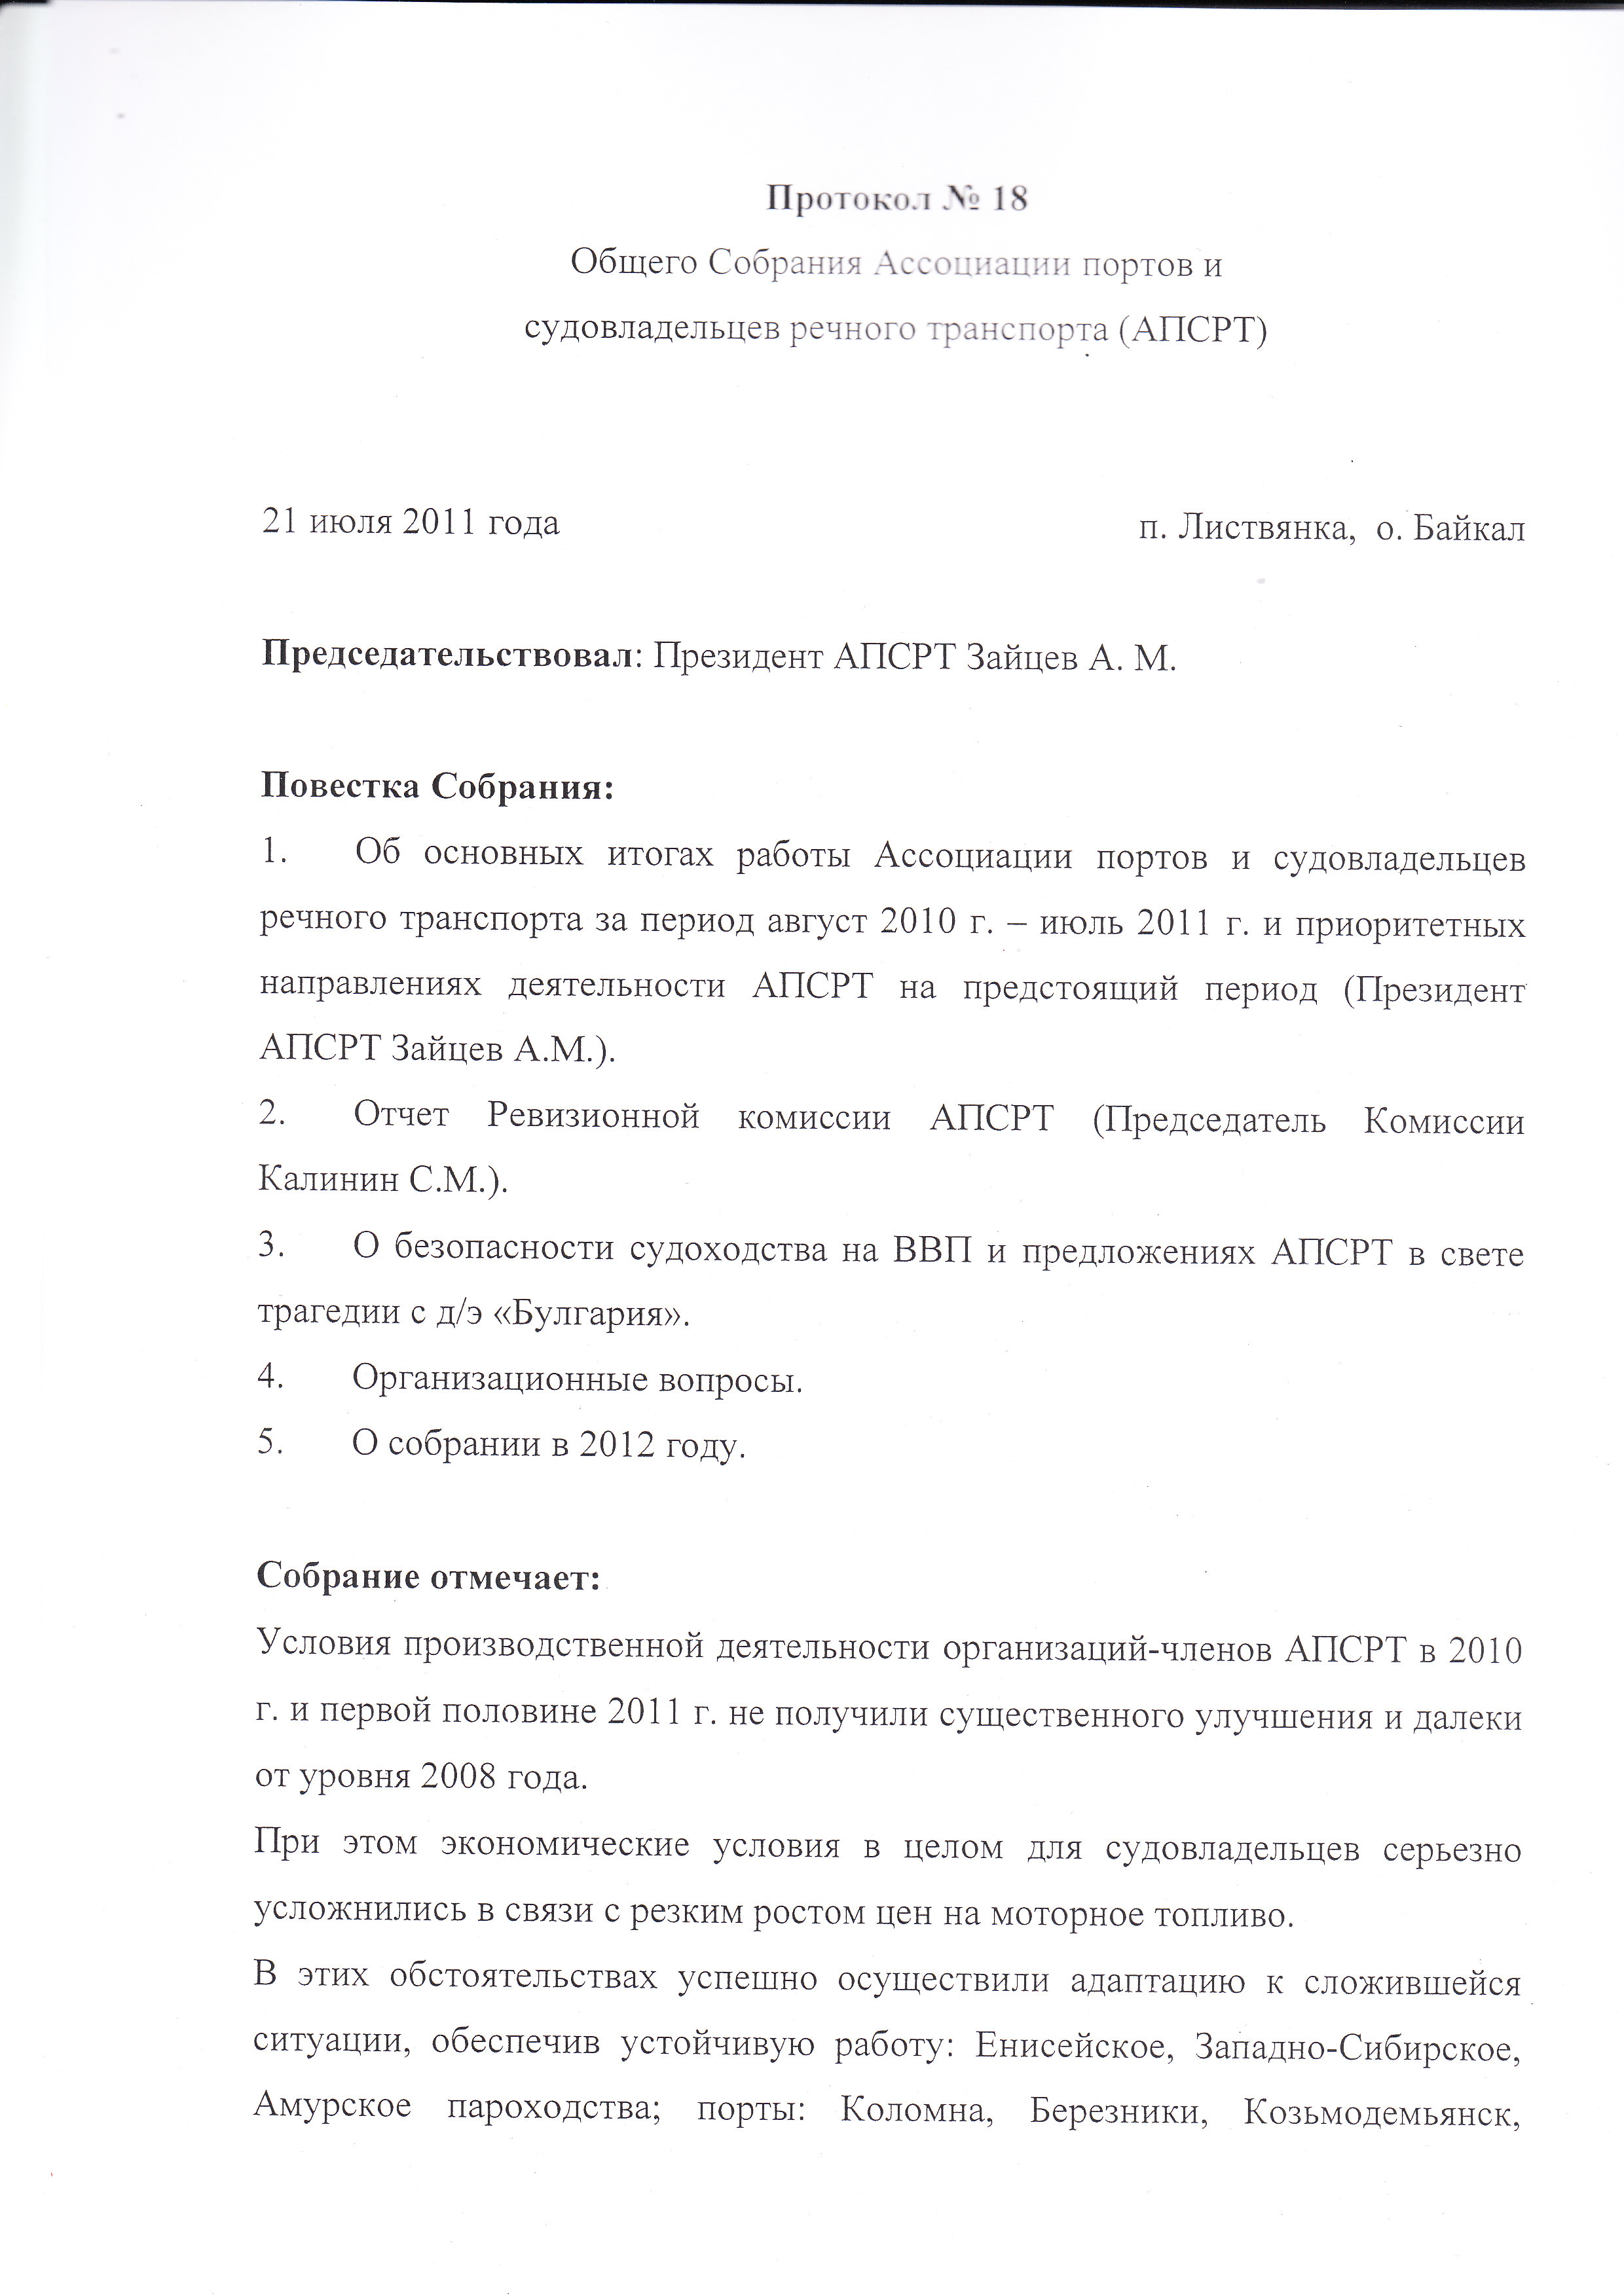 Протокол № 18
Общего Собрания Ассоциации портов и
судовладельцев речного транспорта (АПСРТ)
21 июля 2011 года п. Листвянка, о. Байкал
Председательствовал: Президент АПСРТ Зайцев А. М.
Повестка Собрания:
1. Об основных итогах работы Ассоциации портов и судовладельцев
речного транспорта за период август 2010 г. – июль 2011 г. и приоритетных
направлениях деятельности АПСРТ на предстоящий период (Президент
АПСРТ Зайцев А.М.).
2. Отчет Ревизионной комиссии АПСРТ (Председатель Комиссии
Калинин С.М.).
3. О безопасности судоходства на ВВП и предложениях АПСРТ в свете
трагедии с д/э «Булгария».
4. Организационные вопросы.
5. О собрании в 2012 году.
Собрание отмечает:
Условия производственной деятельности организаций-членов АПСРТ в 2010
г. и первой половине 2011 г. не получили существенного улучшения и далеки
от уровня 2008 года.
При этом экономические условия в целом для судовладельцев серьезно
усложнились в связи с резким ростом цен на моторное топливо.
В этих обстоятельствах успешно осуществили адаптацию к сложившейся
ситуации, обеспечив устойчивую работу: Енисейское, Западно-Сибирское,
Амурское пароходства; порты: Коломна, Березники, Козьмодемьянск,